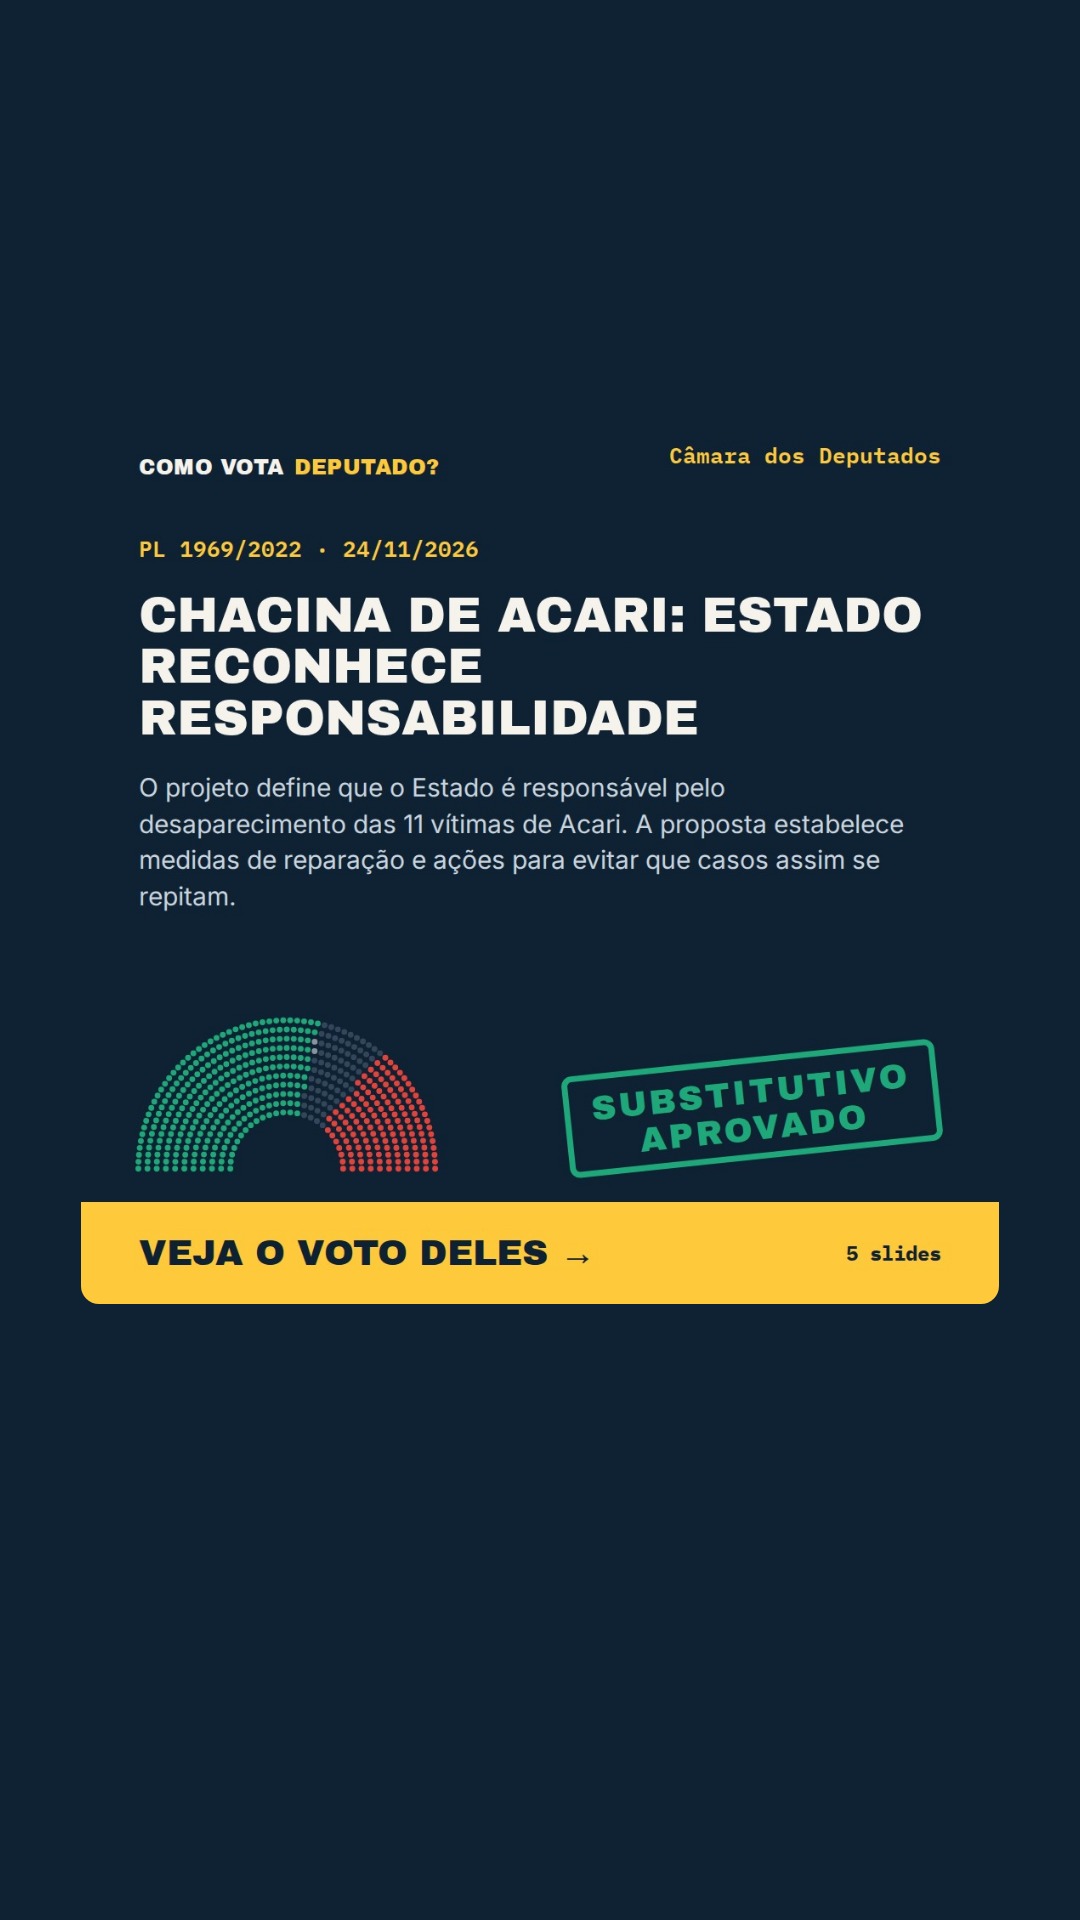 COMO VOTA DEPUTADO?
Câmara dos Deputados
PL 1969/2022 · 24/11/2026
CHACINA DE ACARI: ESTADO
RECONHECE
RESPONSABILIDADE
O projeto define que o Estado é responsável pelo
desaparecimento das 11 vítimas de Acari. A proposta estabelece
medidas de reparação e ações para evitar que casos assim se
repitam.
SUBSTITUTIVO
APROVADO
VEJA O VOTO DELES →
5 slides